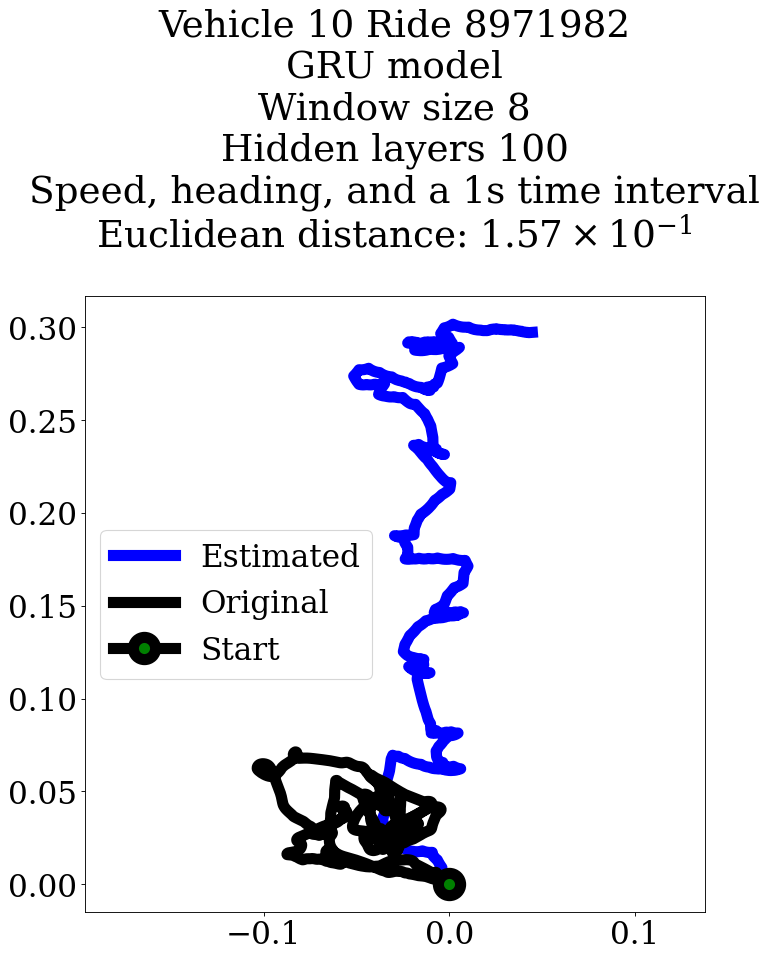 Vehicle 10 Ride 8971982
GRU model
Window size 8
Hidden layers 100
Speed, heading, and a 1s time interval
Euclidean distance: 1.57 × 10⁻¹
0.30
0.25
0.20
0.15
0.10
0.05
0.00
Estimated
Original
Start
−0.1
0.0
0.1